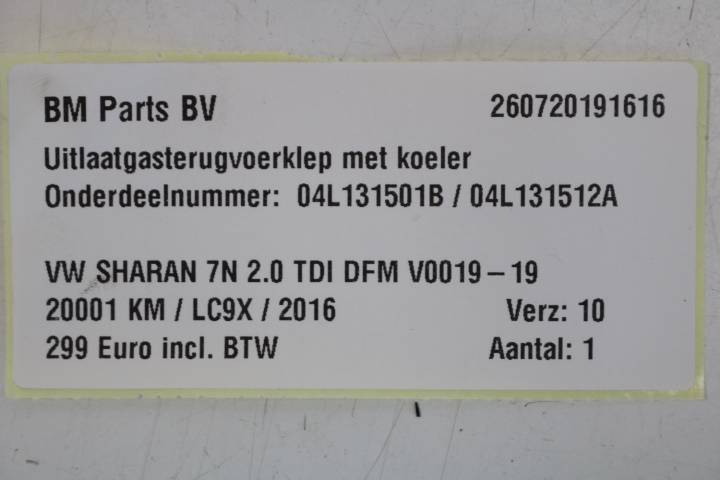 BM Parts BV 260720191616
Uitlaatgasterugvoerklep met koeler
Onderdeelnummer: 04L131501B / 04L131512A
VW SHARAN 7N 2.0 TDI DFM V0019 - 19
20001 KM / LC9X / 2016 Verz: 10
299 Euro incl. BTW Aantal: 1